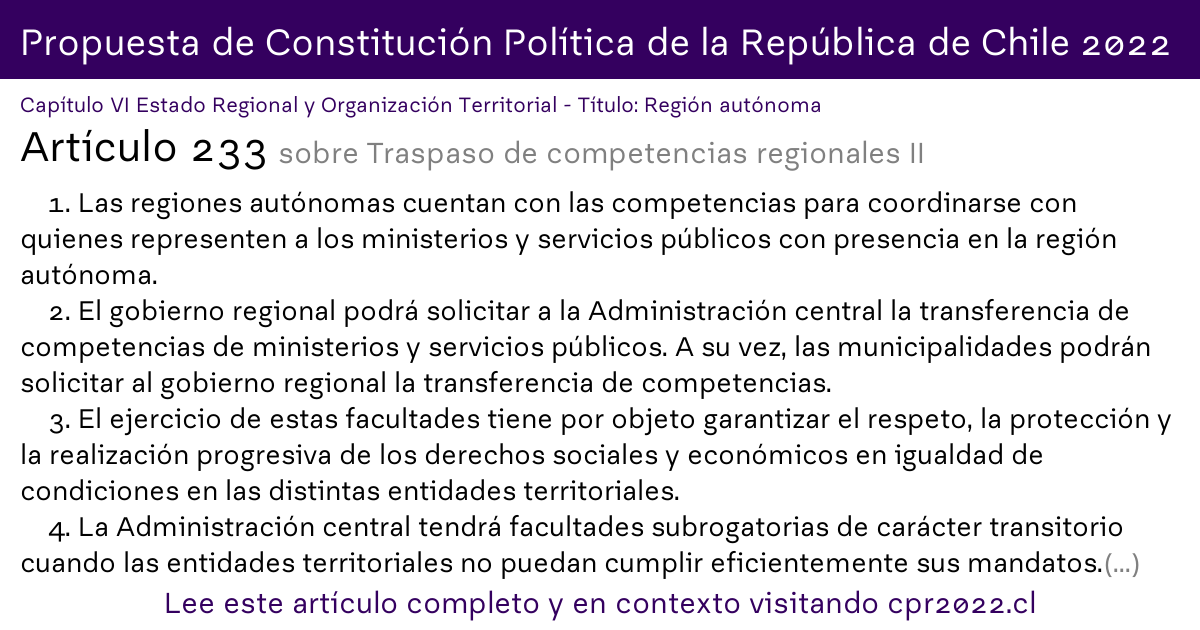 Propuesta de Constitución Política de la República de Chile 2022
Capítulo VI Estado Regional y Organización Territorial - Título: Región autónoma
Artículo 233 sobre Traspaso de competencias regionales II
1. Las regiones autónomas cuentan con las competencias para coordinarse con
quienes representen a los ministerios y servicios públicos con presencia en la región
autónoma.
2. El gobierno regional podrá solicitar a la Administración central la transferencia de
competencias de ministerios y servicios públicos. A su vez, las municipalidades podrán
solicitar al gobierno regional la transferencia de competencias.
3. El ejercicio de estas facultades tiene por objeto garantizar el respeto, la protección y
la realización progresiva de los derechos sociales y económicos en igualdad de
condiciones en las distintas entidades territoriales.
4. La Administración central tendrá facultades subrogatorias de carácter transitorio
cuando las entidades territoriales no puedan cumplir eficientemente sus mandatos.(...)
Lee este artículo completo y en contexto visitando cpr2022.cl